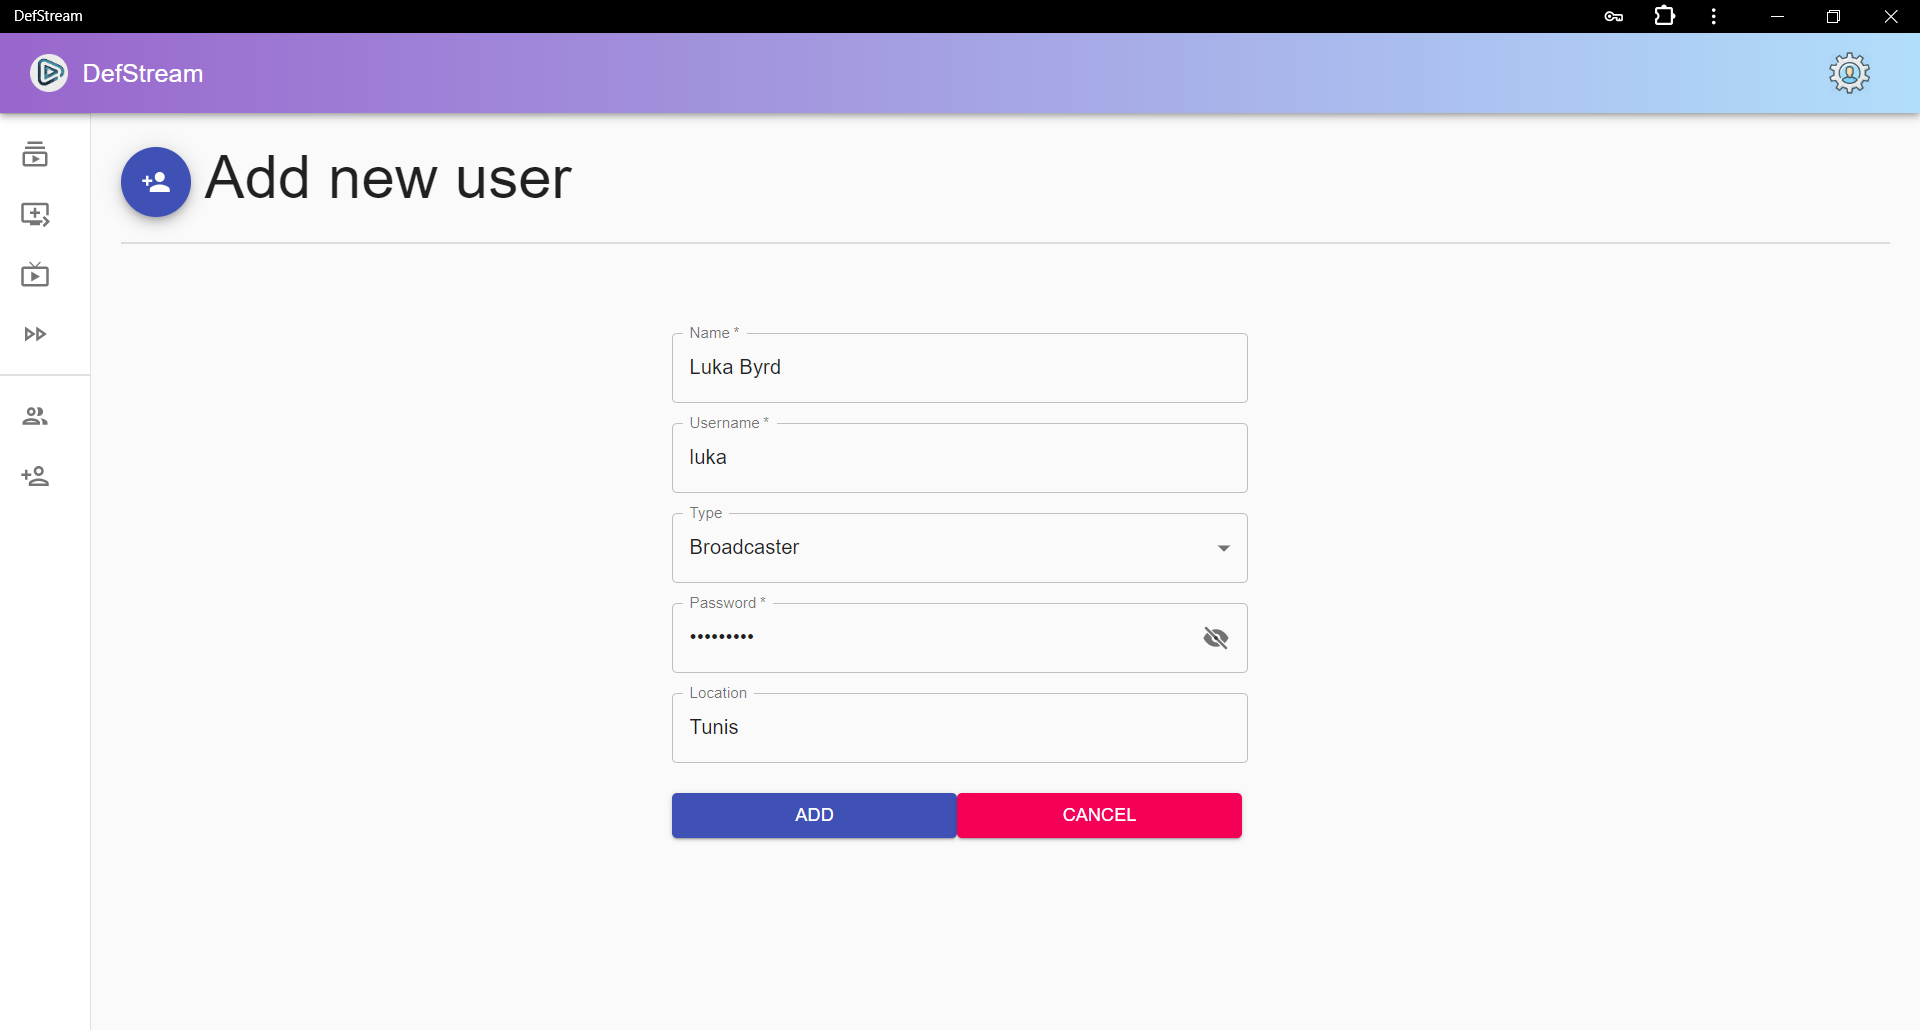 DefStream
DefStream
Add new user
Name *
Luka Byrd
Username *
luka
Type
Broadcaster
Password *
•••••••••
Location
Tunis
ADD CANCEL